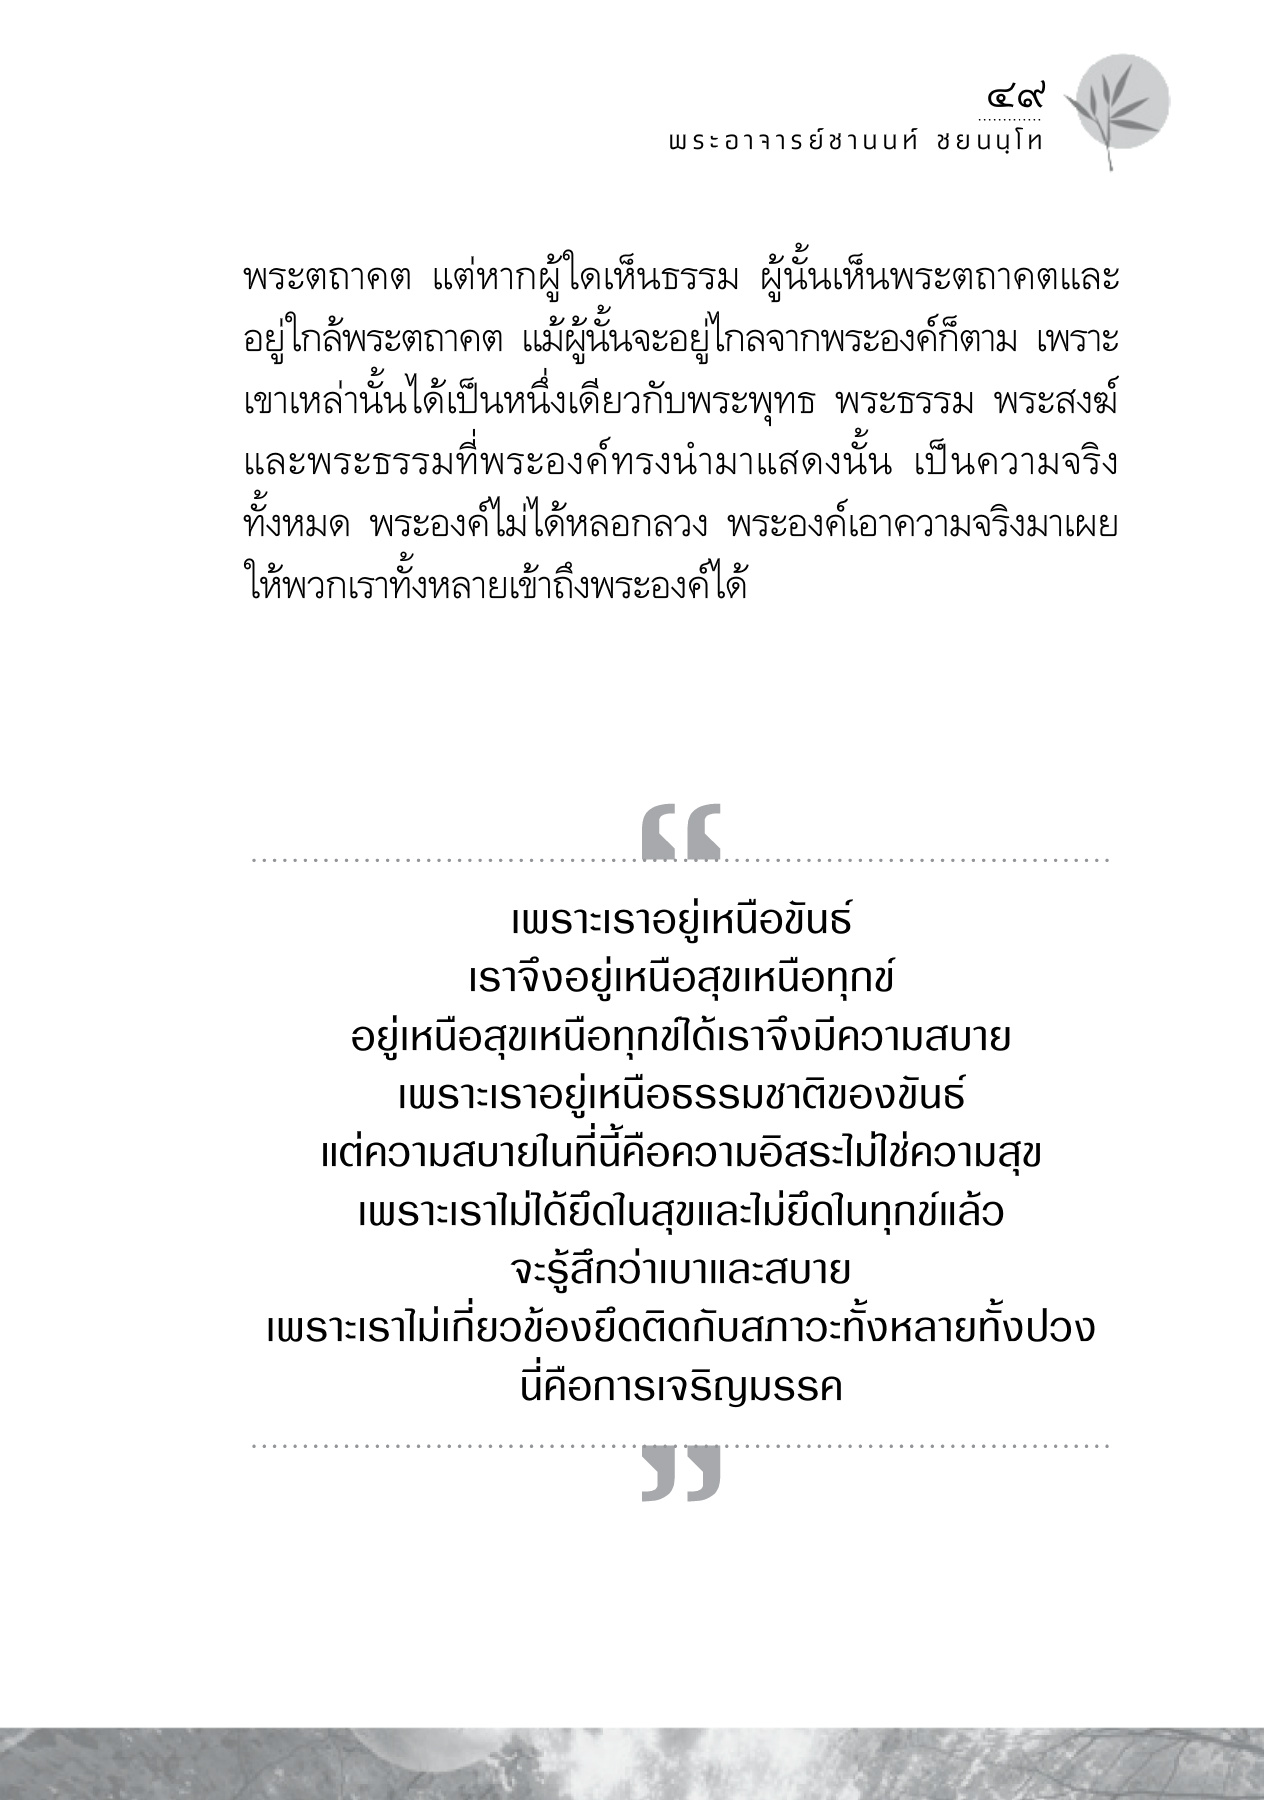 ๔๙
พระอาจารย์ชานนท์ ชยนนฺโท
พระตถาคต แต่หากผู้ใดเห็นธรรม ผู้นั้นเห็นพระตถาคตและ
อยู่ใกล้พระตถาคต แม้ผู้นั้นจะอยู่ไกลจากพระองค์ก็ตาม เพราะ
เขาเหล่านั้นได้เป็นหนึ่งเดียวกับพระพุทธ พระธรรม พระสงฆ์
และพระธรรมที่พระองค์ทรงนำมาแสดงนั้น เป็นความจริง
ทั้งหมด พระองค์ไม่ได้หลอกลวง พระองค์เอาความจริงมาเผย
ให้พวกเราทั้งหลายเข้าถึงพระองค์ได้
“
เพราะเราอยู่เหนือขันธ์
เราจึงอยู่เหนือสุขเหนือทุกข์
อยู่เหนือสุขเหนือทุกข์ได้เราจึงมีความสบาย
เพราะเราอยู่เหนือธรรมชาติของขันธ์
แต่ความสบายในที่นี้คือความอิสระไม่ใช่ความสุข
เพราะเราไม่ได้ยึดในสุขและไม่ยึดในทุกข์แล้ว
จะรู้สึกว่าเบาและสบาย
เพราะเราไม่เกี่ยวข้องยึดติดกับสภาวะทั้งหลายทั้งปวง
นี่คือการเจริญมรรค
”